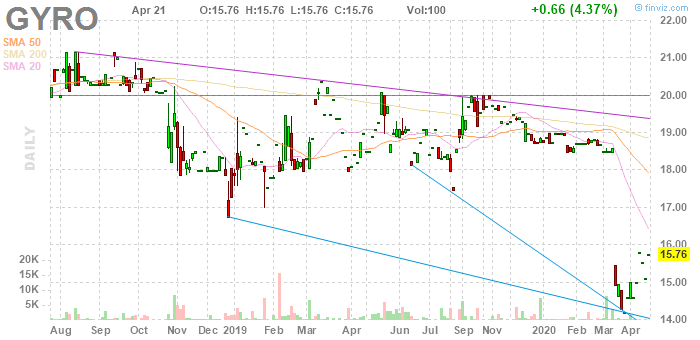 GYRO Apr 21 O:15.76 H:15.76 L:15.76 C:15.76 Vol:100 +0.66 (4.37%) © finviz.com
SMA 50
SMA 200
SMA 20
DAILY
22.00
21.00
20.00
19.00
18.00
17.00
16.00
15.76
15.00
14.00
20K
15K
10K
5K
Aug Sep Oct Nov Dec 2019 Feb Mar Apr Jun Jul Sep Nov 2020 Feb Mar Apr